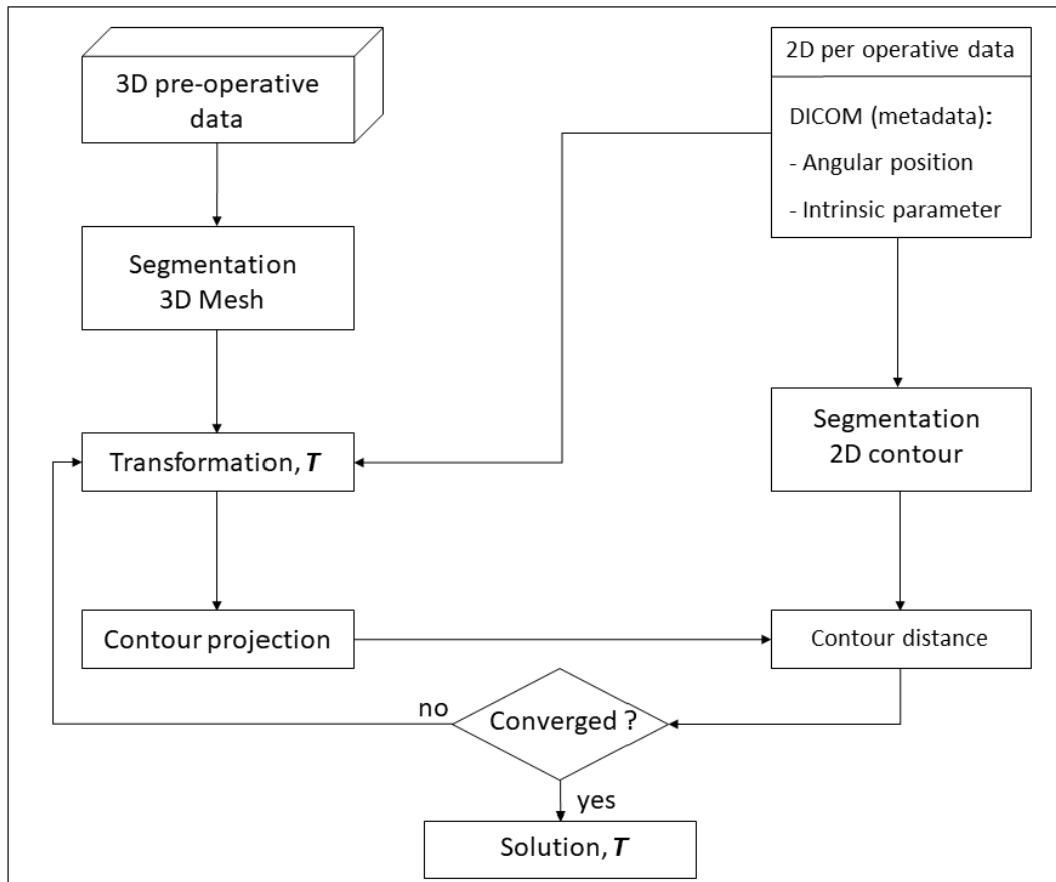 3D pre-operative
data
2D per operative data
DICOM (metadata):
- Angular position
- Intrinsic parameter
Segmentation
3D Mesh
Segmentation
2D contour
Transformation, T
Contour projection
Contour distance
no
Converged ?
yes
Solution, T